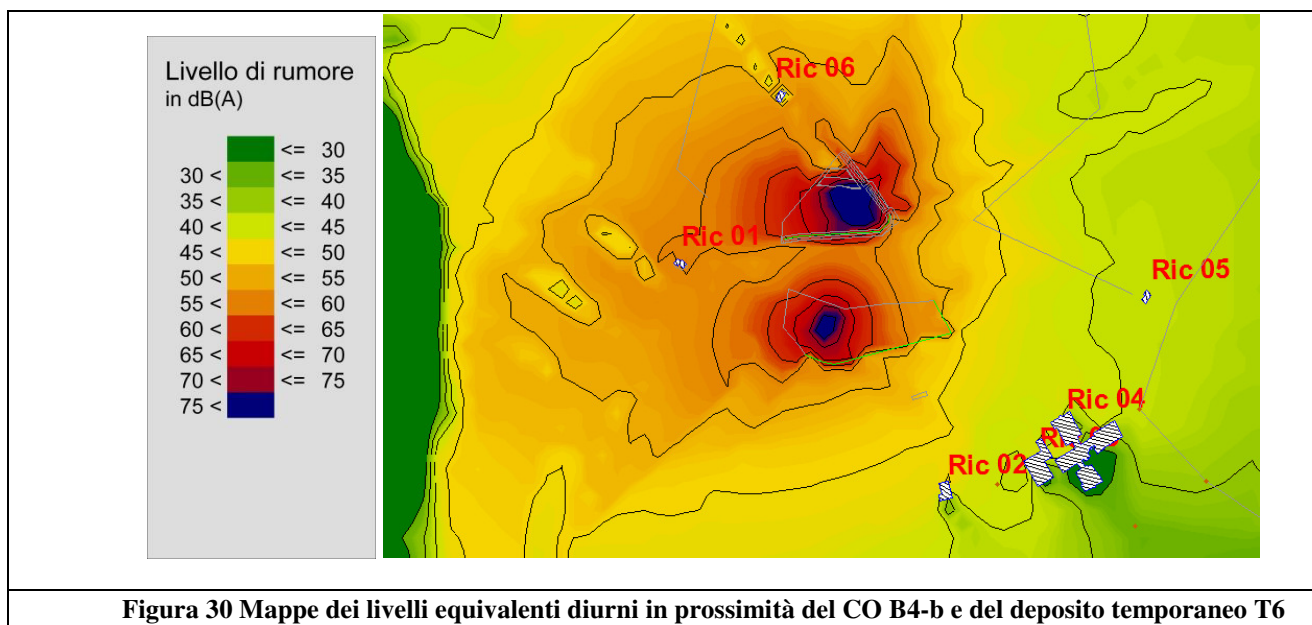 Livello di rumore
in dB(A)
<= 30
30 < <= 35
35 < <= 40
40 < <= 45
45 < <= 50
50 < <= 55
55 < <= 60
60 < <= 65
65 < <= 70
70 < <= 75
75 <
Ric 06
Ric 01
Ric 05
Ric 04
Ric 02
Figura 30 Mappe dei livelli equivalenti diurni in prossimità del CO B4-b e del deposito temporaneo T6